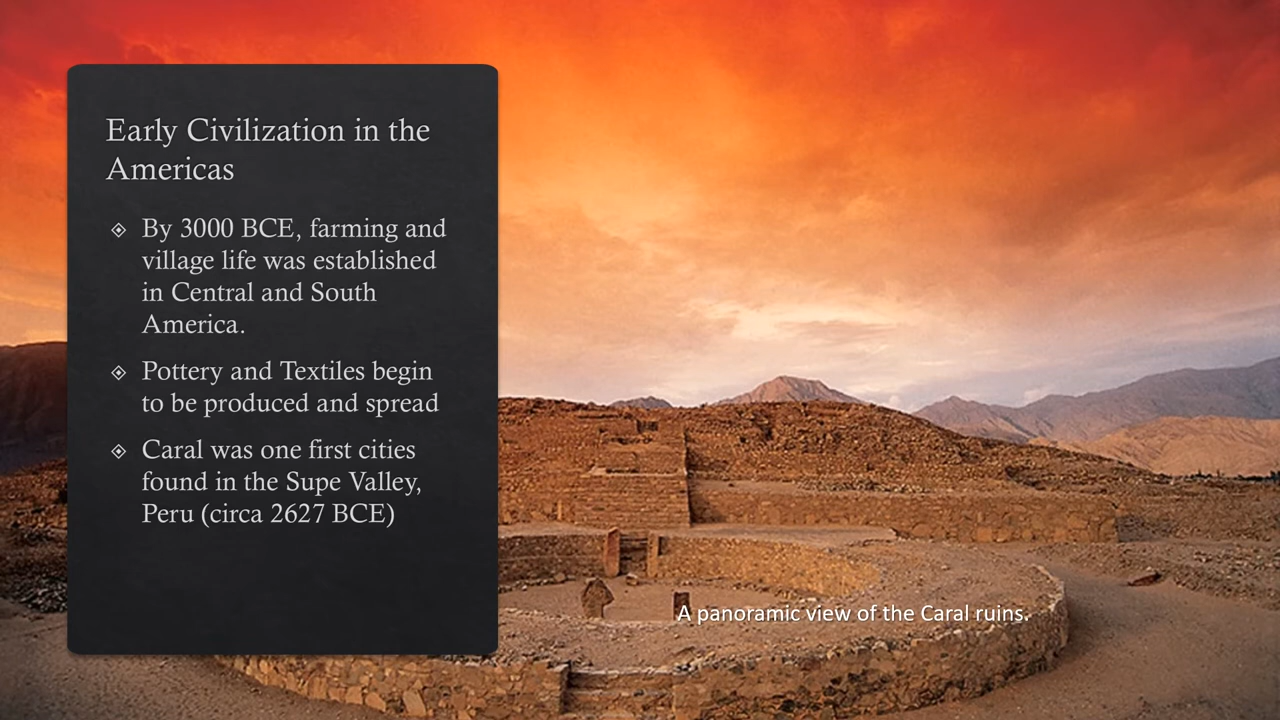 Early Civilization in the
Americas
By 3000 BCE, farming and
village life was established
in Central and South
America.
Pottery and Textiles begin
to be produced and spread
Caral was one first cities
found in the Supe Valley,
Peru (circa 2627 BCE)
A panoramic view of the Caral ruins.